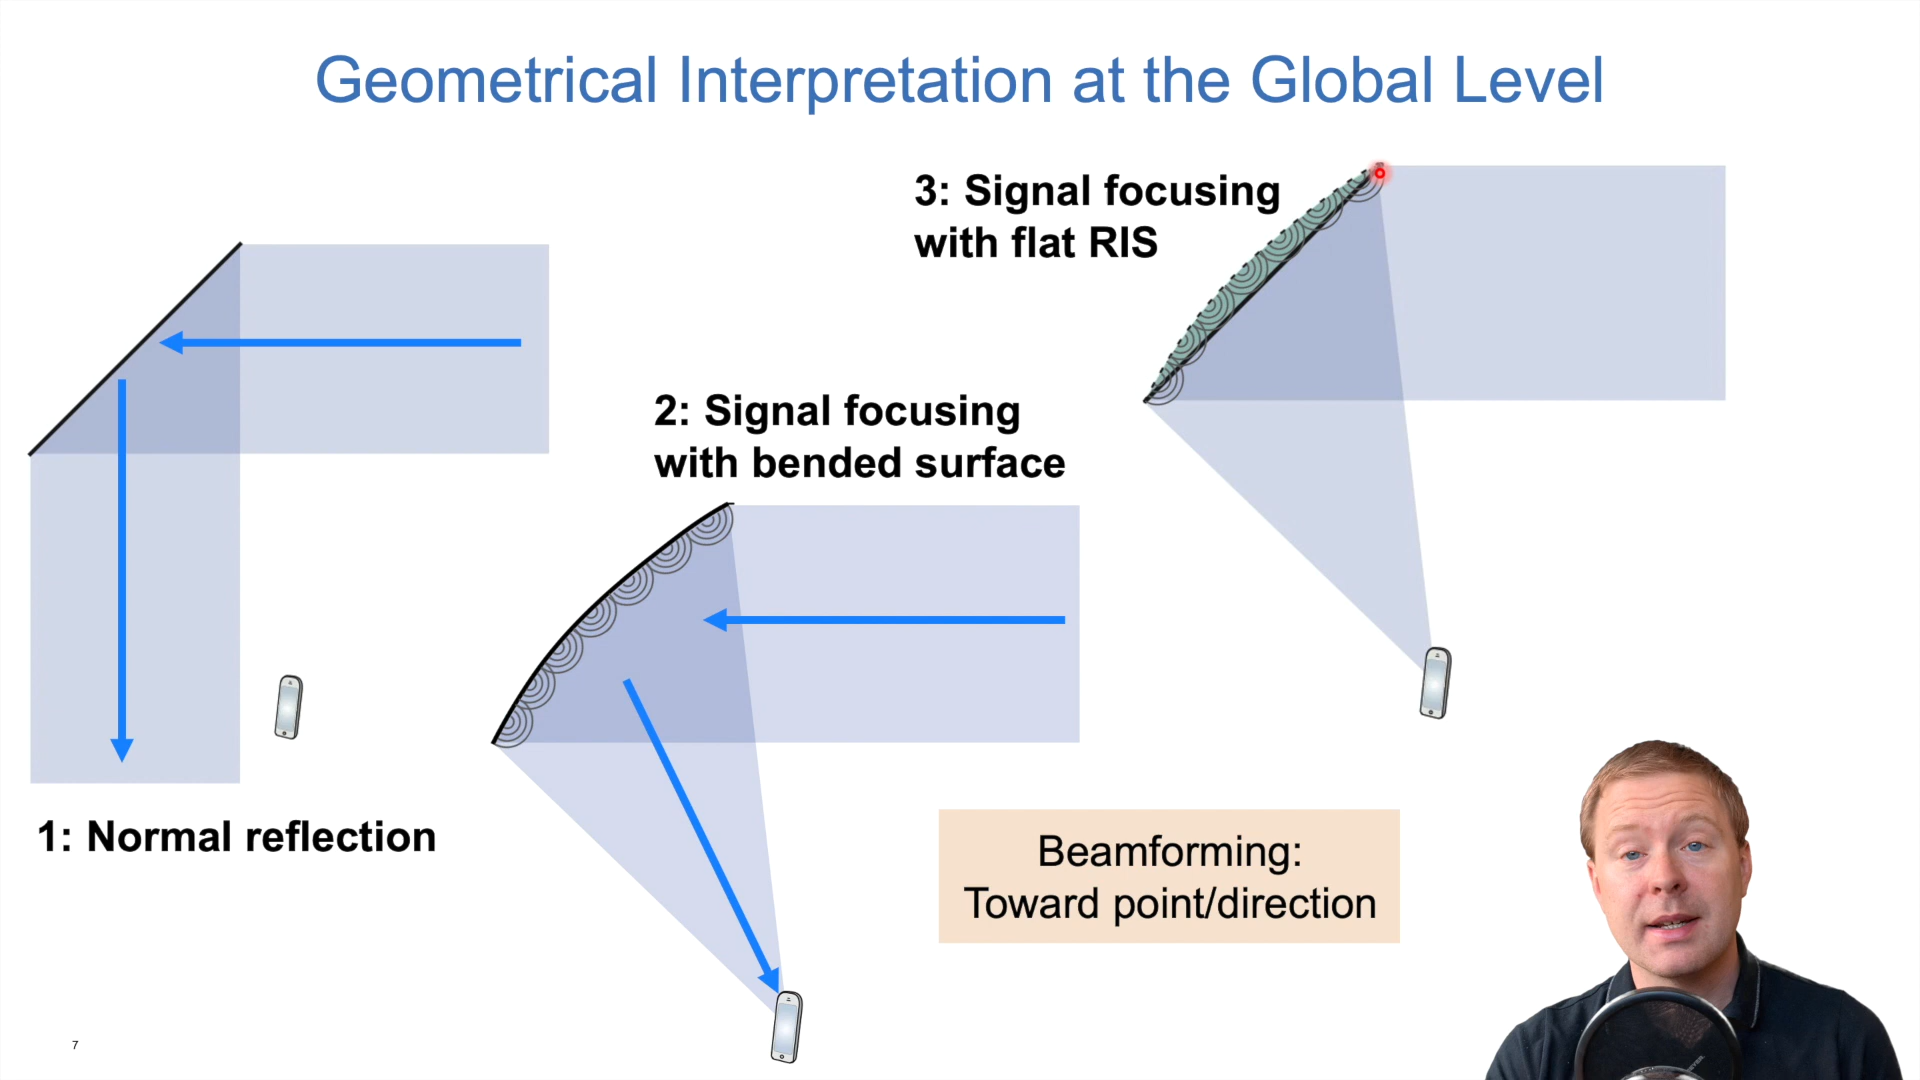 Geometrical Interpretation at the Global Level
3: Signal focusing
with flat RIS
2: Signal focusing
with bended surface
1: Normal reflection
Beamforming:
Toward point/direction
7